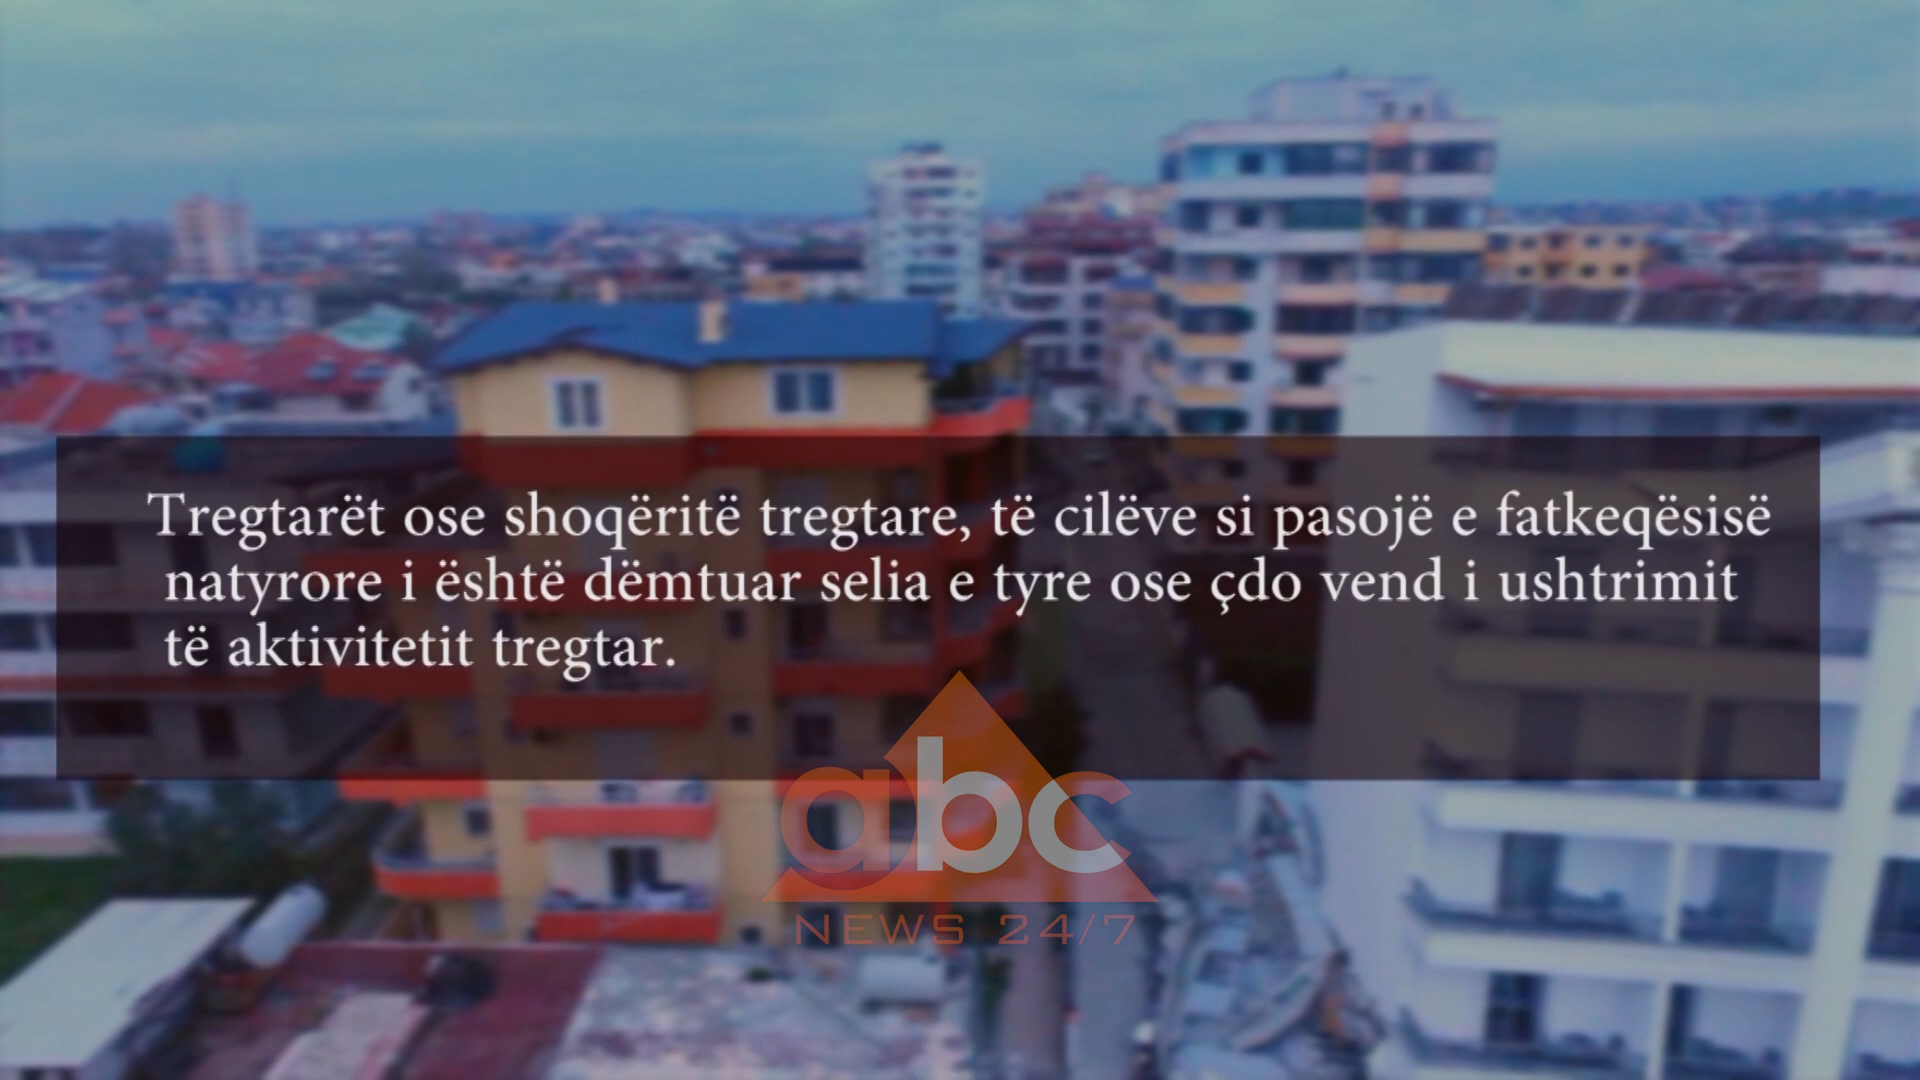 Tregtarët ose shoqëritë tregtare, të cilëve si pasojë e fatkeqësisë
natyrore i është dëmtuar selia e tyre ose çdo vend i ushtrimit
të aktivitetit tregtar.
abc
NEWS 24/7